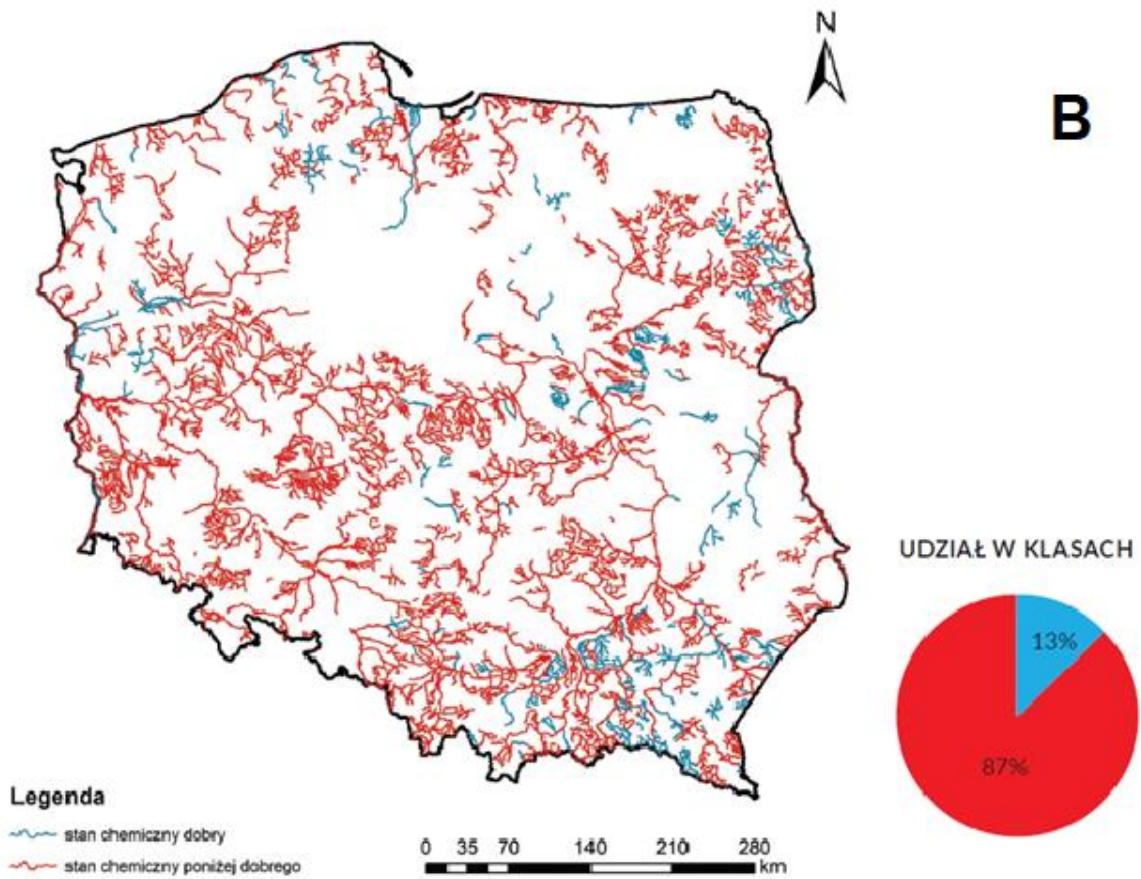 N
B
UDZIAŁ W KLASACH
13%
87%
Legenda
stan chemiczny dobry
stan chemiczny poniżej dobrego
0 35 70 140 210 280
km